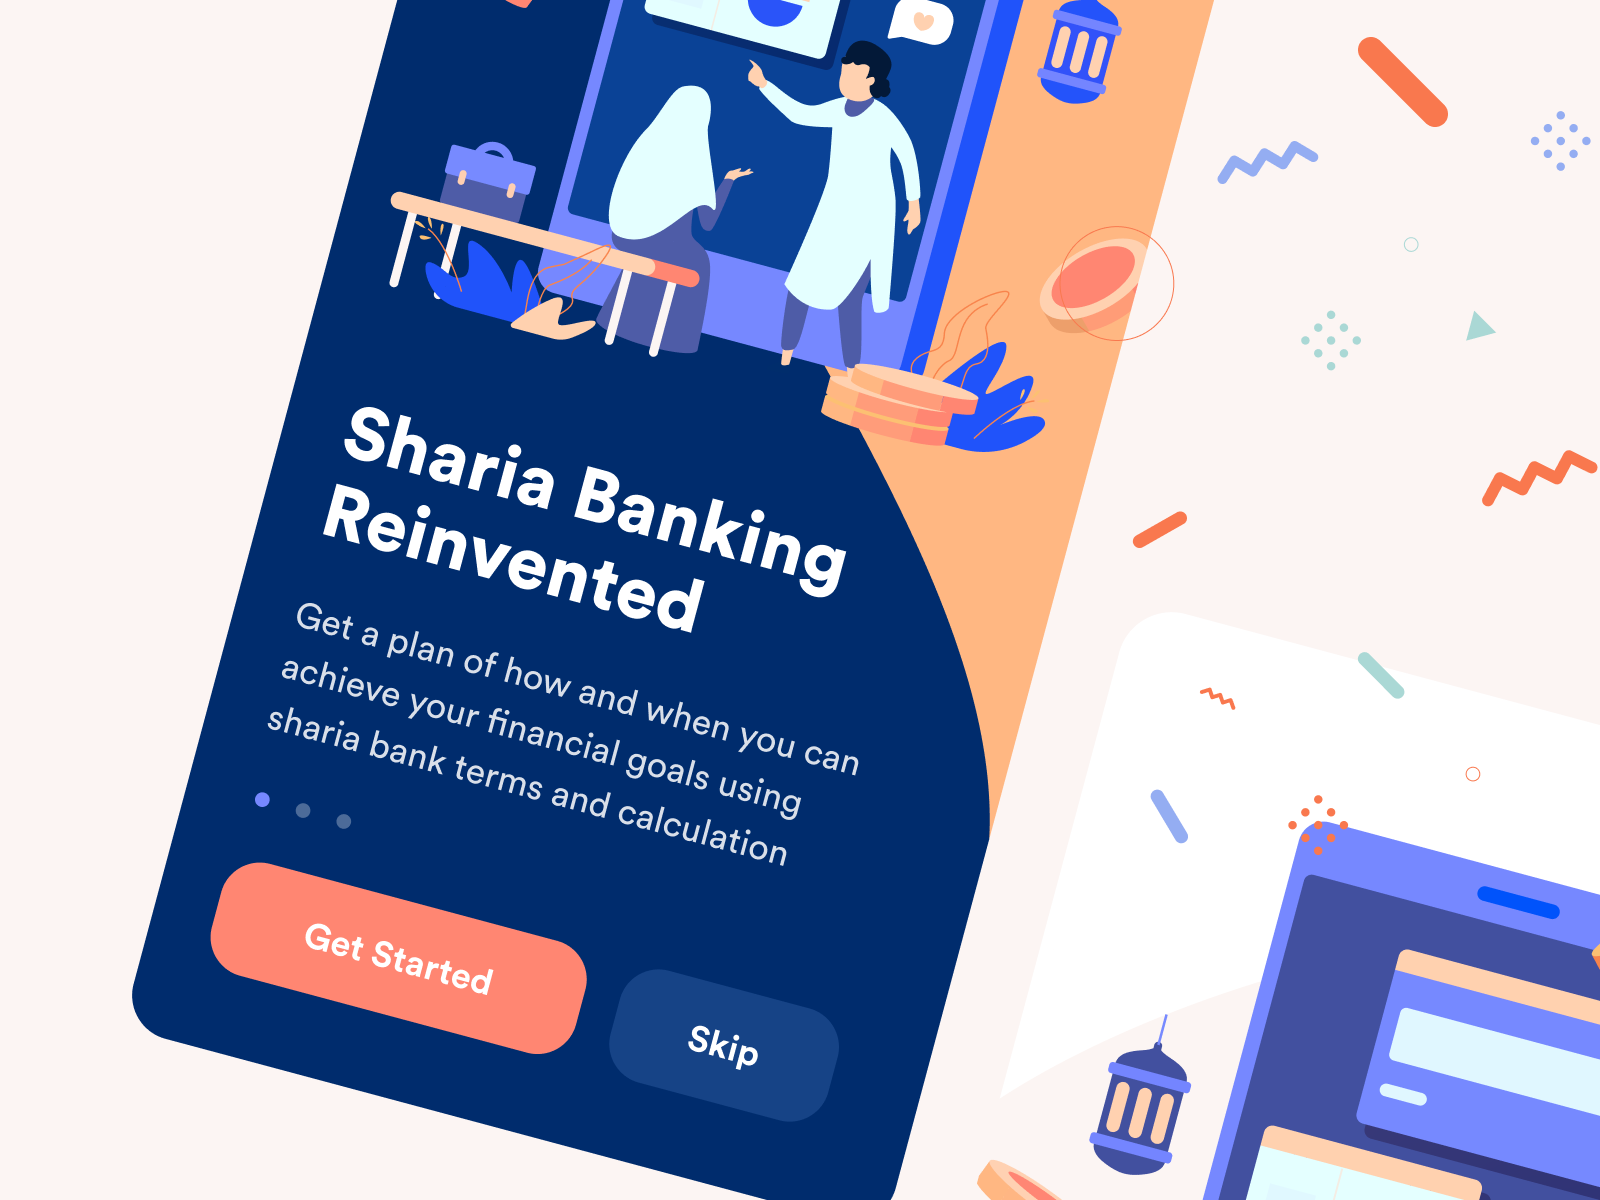 Sharia Banking
Reinvented
Get a plan of how and when you can
achieve your financial goals using
sharia bank terms and calculation
Get Started
Skip